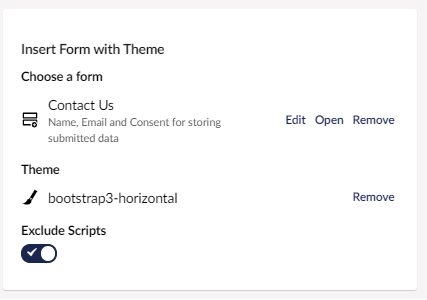 Insert Form with Theme
Choose a form
Contact Us
Name, Email and Consent for storing
submitted data
Edit Open Remove
Theme
bootstrap3-horizontal
Remove
Exclude Scripts